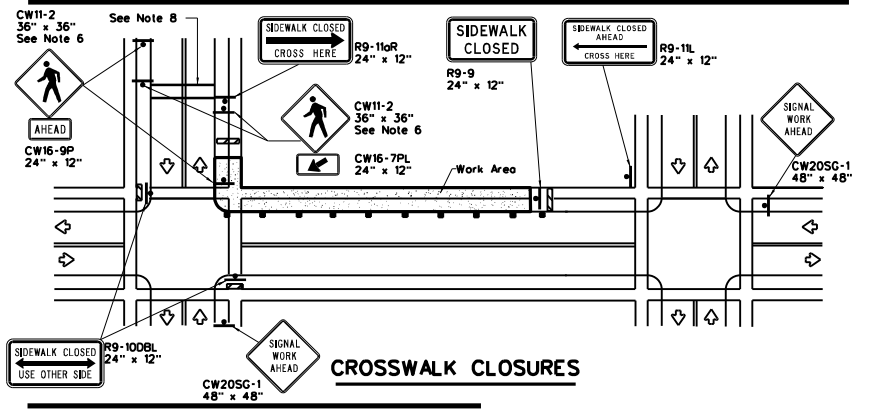 CW11-2
36" x 36"
See Note 6
See Note 8
SIDEWALK CLOSED
CROSS HERE
R9-11aR
24" x 12"
SIDEWALK
CLOSED
R9-9
24" x 12"
SIDEWALK CLOSED
AHEAD
CROSS HERE
R9-11L
24" x 12"
AHEAD
CW16-9P
24" x 12"
CW11-2
36" x 36"
See Note 6
CW16-7PL
24" x 12"
SIGNAL
WORK
AHEAD
CW20SG-1
48" x 48"
Work Area
SIDEWALK CLOSED
USE OTHER SIDE
R9-10DBL
24" x 12"
SIGNAL
WORK
AHEAD
CW20SG-1
48" x 48"
CROSSWALK CLOSURES